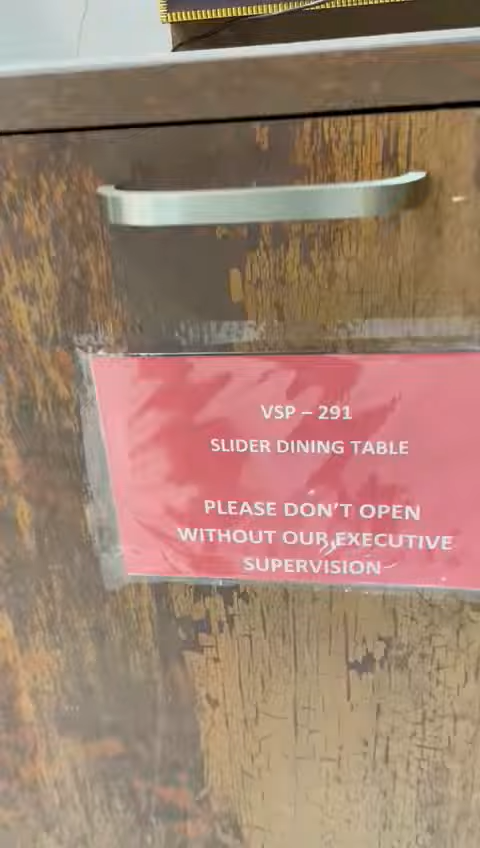 VSP – 291
SLIDER DINING TABLE
PLEASE DON'T OPEN
WITHOUT OUR EXECUTIVE
SUPERVISION